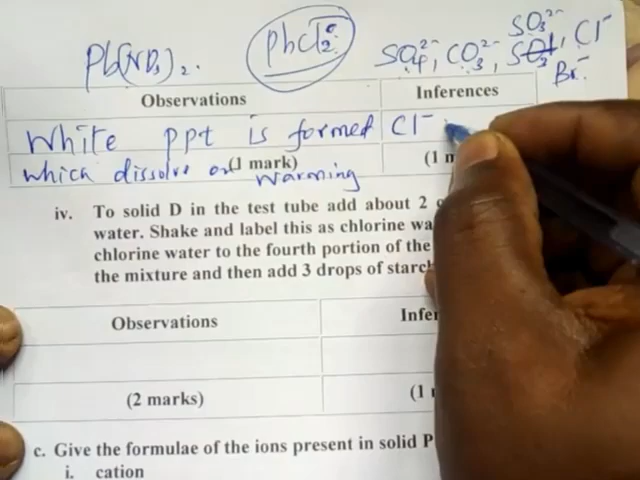 Pb(NO3)2. PbCl2 SO4 2-, CO3 2-, SO3 2-, Cl-
Br-
Observations Inferences
White ppt is formed Cl-
which dissolve on warming
(1 mark) (1 m
iv. To solid D in the test tube add about 2
water. Shake and label this as chlorine wa
chlorine water to the fourth portion of the
the mixture and then add 3 drops of starc
Observations Infer
(2 marks) (1
c. Give the formulae of the ions present in solid P
i. cation